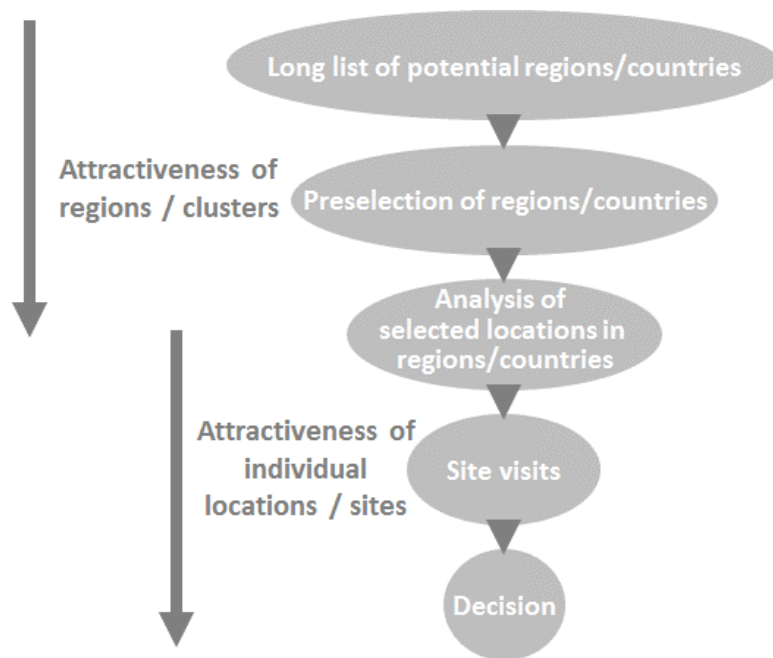 Long list of potential regions/countries
Attractiveness of
regions / clusters
Preselection of regions/countries
Analysis of
selected locations in
regions/countries
Attractiveness of
individual
locations / sites
Site visits
Decision